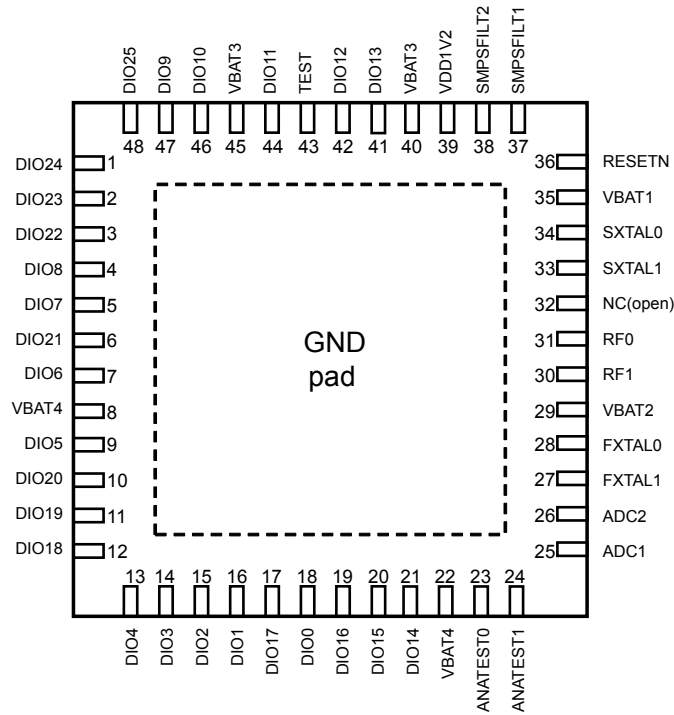 DIO25
DIO9
DIO10
VBAT3
DIO11
TEST
DIO12
DIO13
VBAT3
VDD1V2
SMPSFILT2
SMPSFILT1
48 47 46 45 44 43 42 41 40 39 38 37
DIO24 1
DIO23 2
DIO22 3
DIO8 4
DIO7 5
DIO21 6
DIO6 7
VBAT4 8
DIO5 9
DIO20 10
DIO19 11
DIO18 12
GND
pad
36 RESETN
35 VBAT1
34 SXTAL0
33 SXTAL1
32 NC(open)
31 RF0
30 RF1
29 VBAT2
28 FXTAL0
27 FXTAL1
26 ADC2
25 ADC1
13 14 15 16 17 18 19 20 21 22 23 24
DIO4
DIO3
DIO2
DIO1
DIO17
DIO0
DIO16
DIO15
DIO14
VBAT4
ANATEST0
ANATEST1